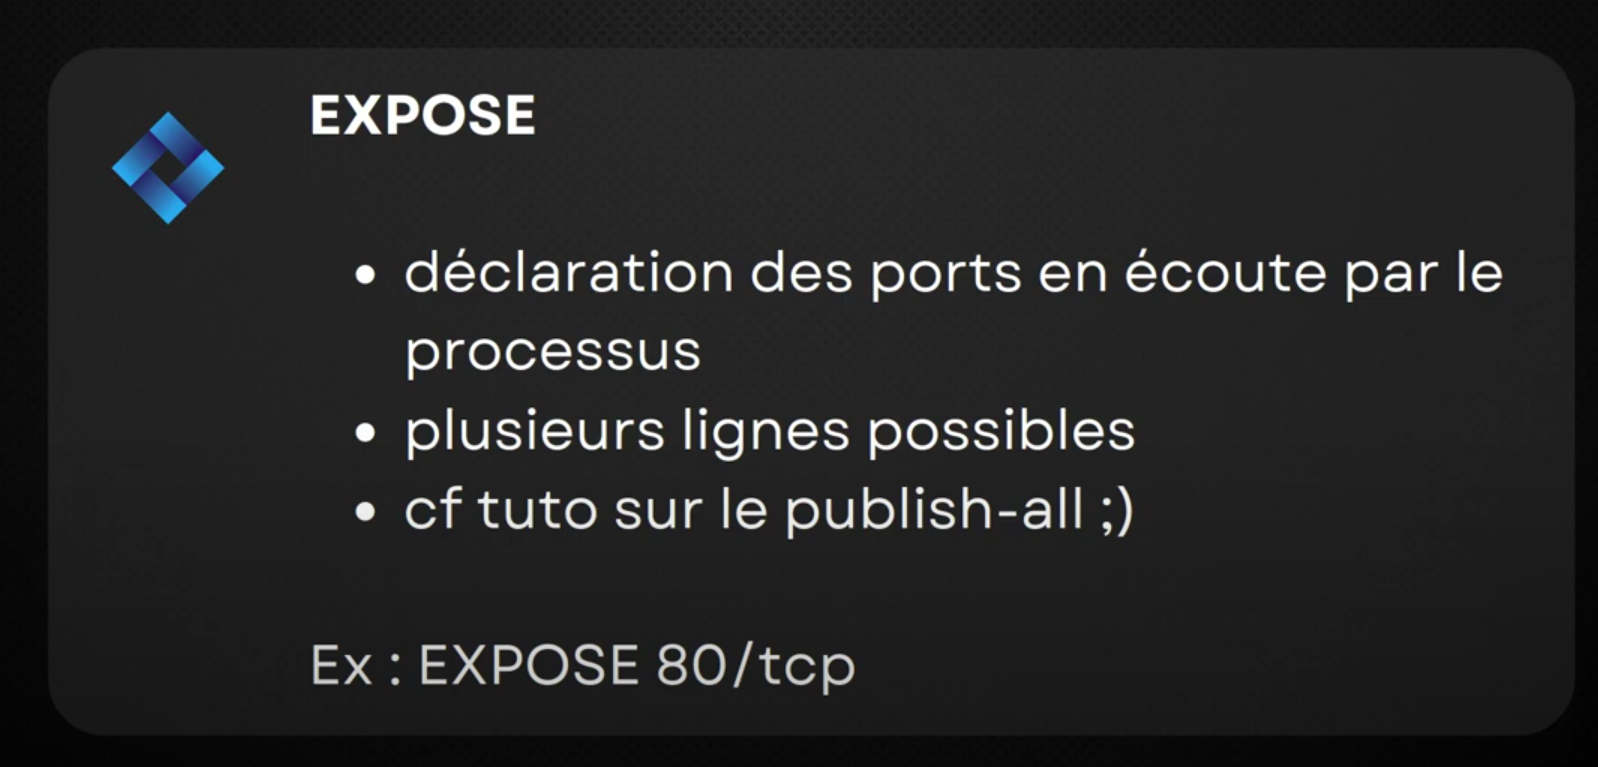 EXPOSE
• déclaration des ports en écoute par le
processus
• plusieurs lignes possibles
• cf tuto sur le publish-all ;)
Ex : EXPOSE 80/tcp